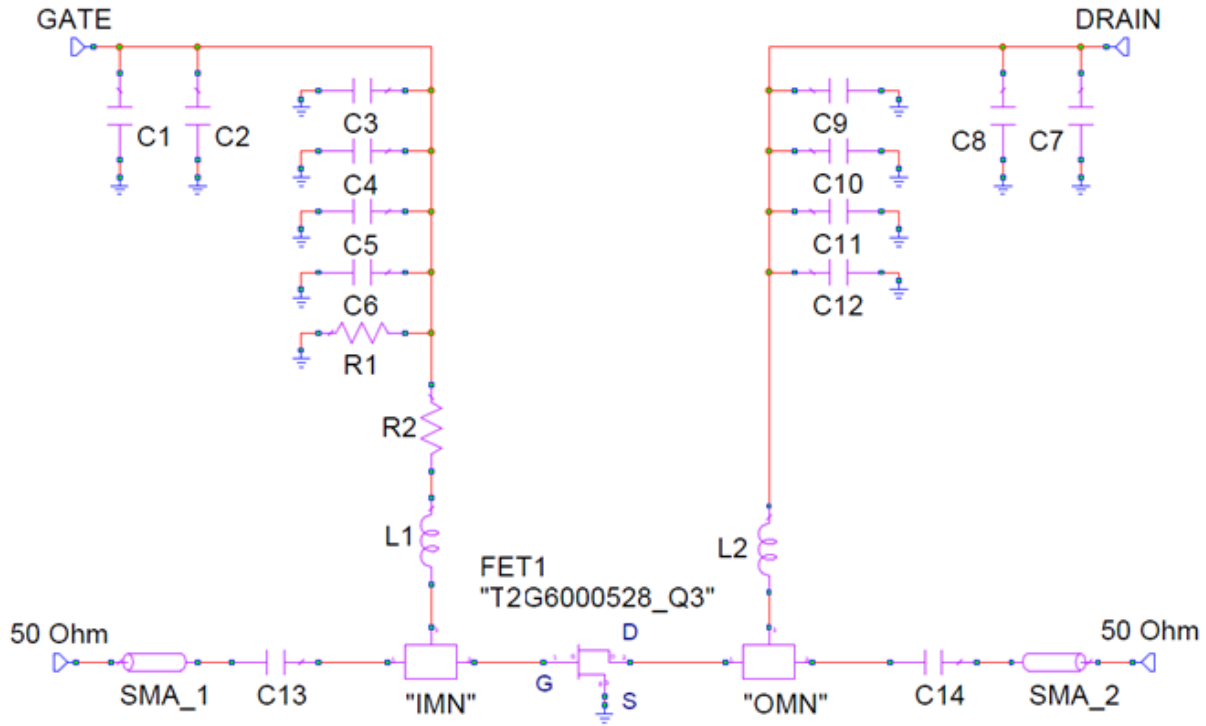 GATE
DRAIN
C1
C2
C3
C4
C5
C6
R1
R2
L1
C9
C10
C11
C12
C8
C7
L2
FET1
"T2G6000528_Q3"
50 Ohm
SMA_1
C13
"IMN"
G
D
S
"OMN"
C14
SMA_2
50 Ohm